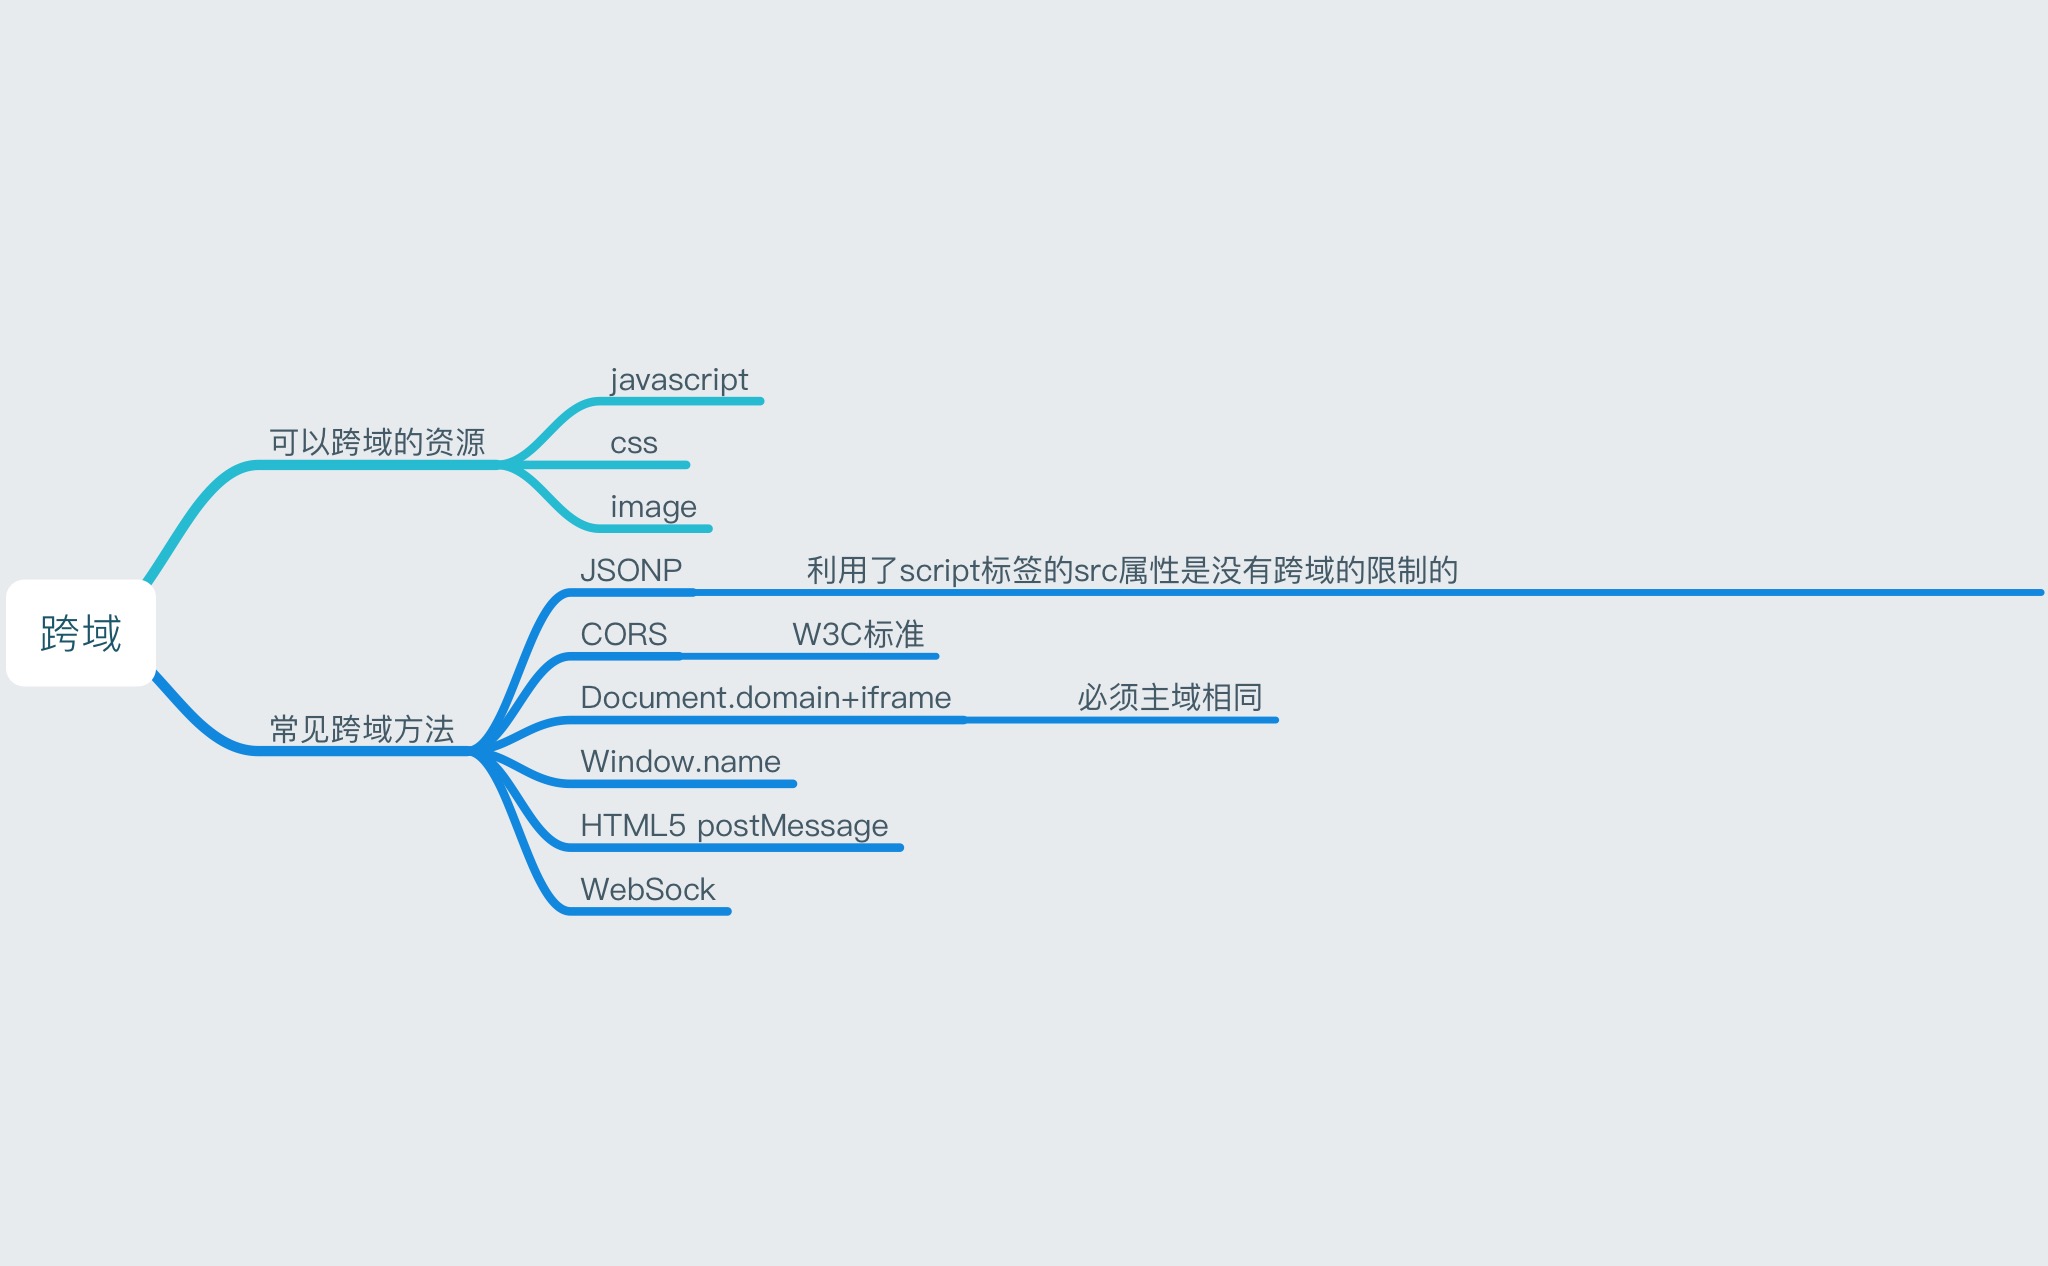 跨域
可以跨域的资源
javascript
css
image
常见跨域方法
JSONP
利用了script标签的src属性是没有跨域的限制的
CORS
W3C标准
Document.domain+iframe
必须主域相同
Window.name
HTML5 postMessage
WebSock